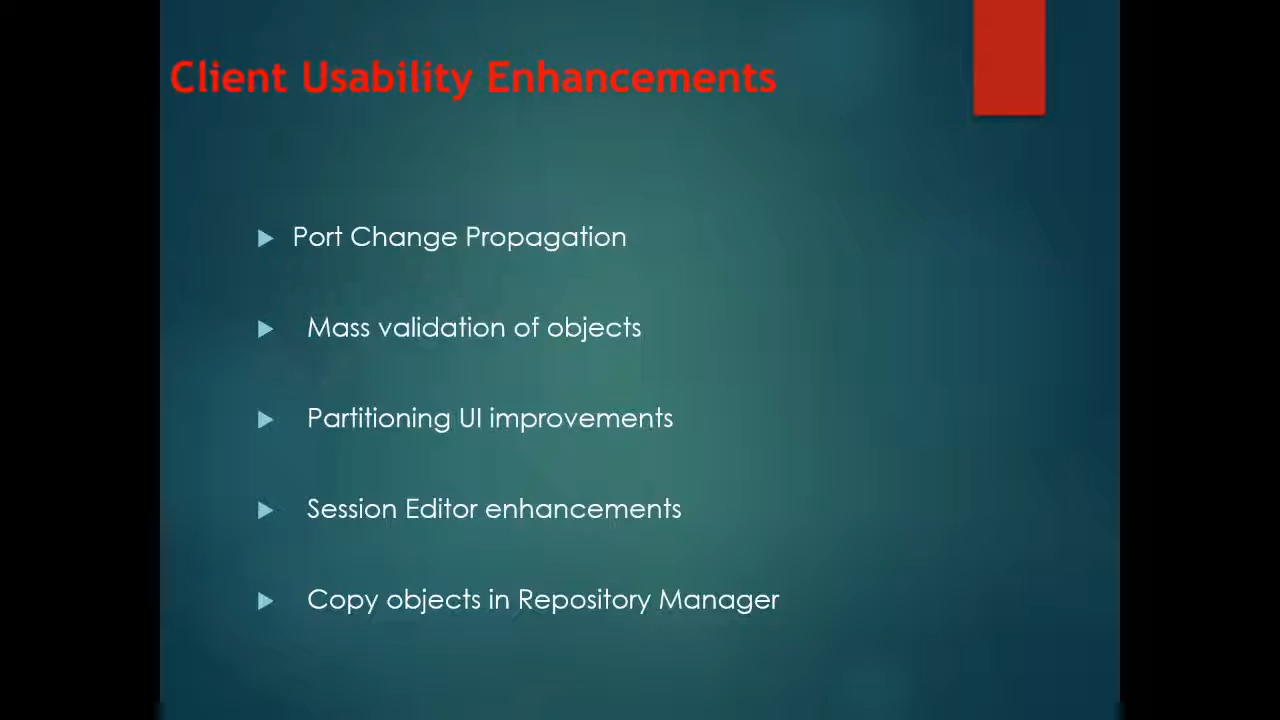 Client Usability Enhancements
Port Change Propagation
Mass validation of objects
Partitioning UI improvements
Session Editor enhancements
Copy objects in Repository Manager